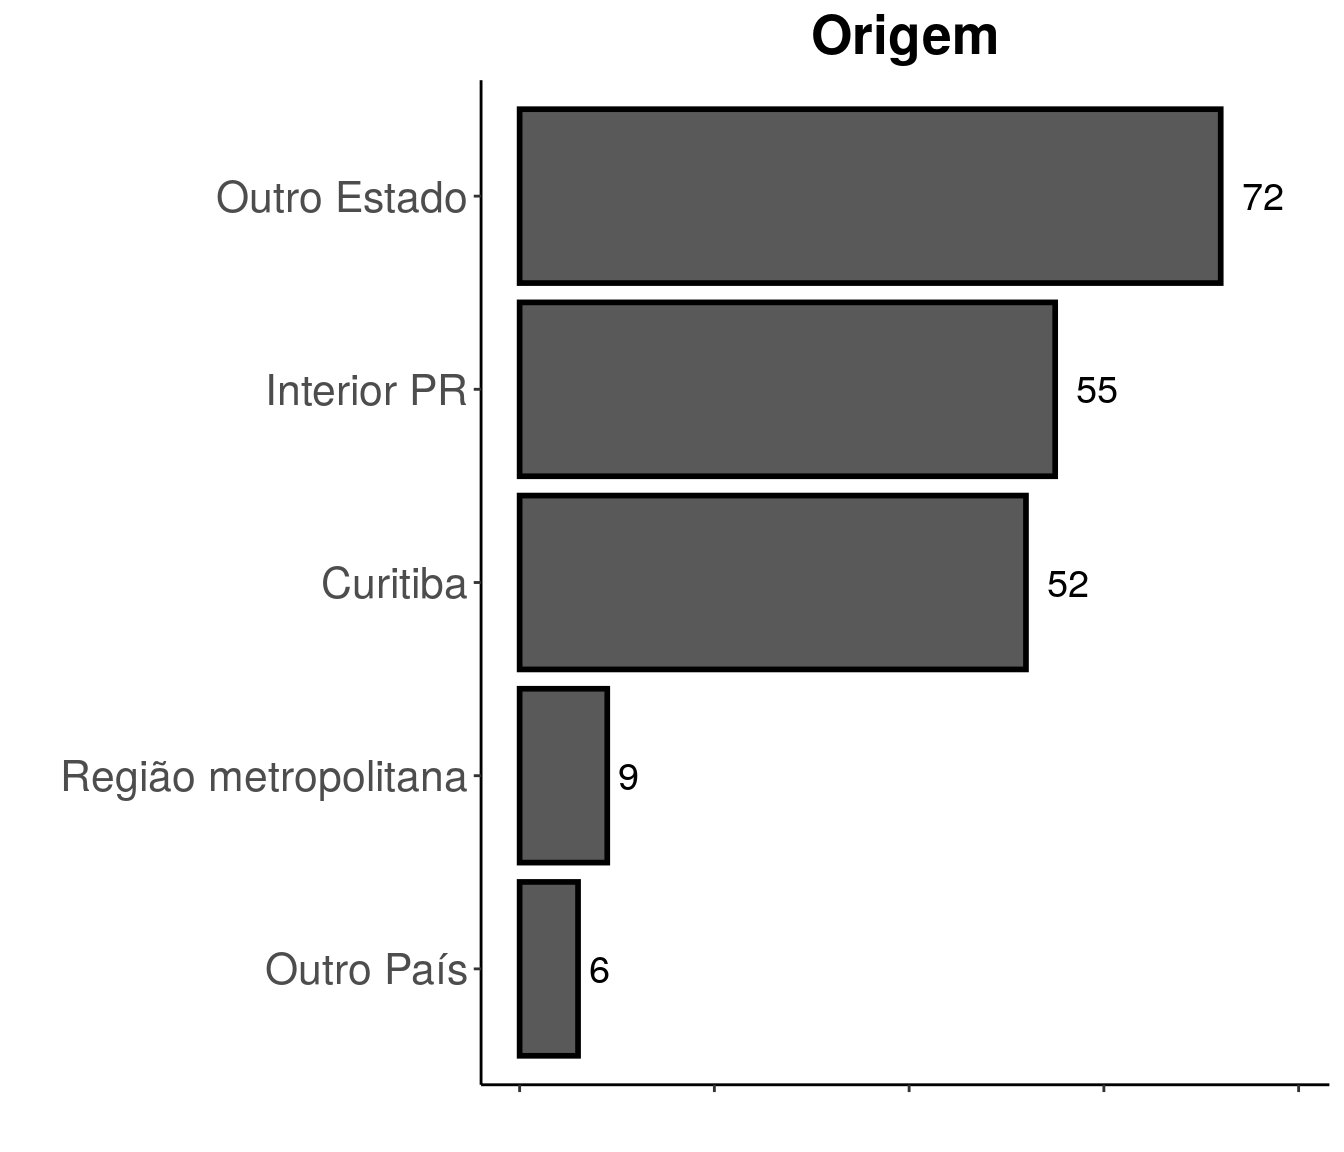 Origem
Outro Estado 72
Interior PR 55
Curitiba 52
Região metropolitana 9
Outro País 6